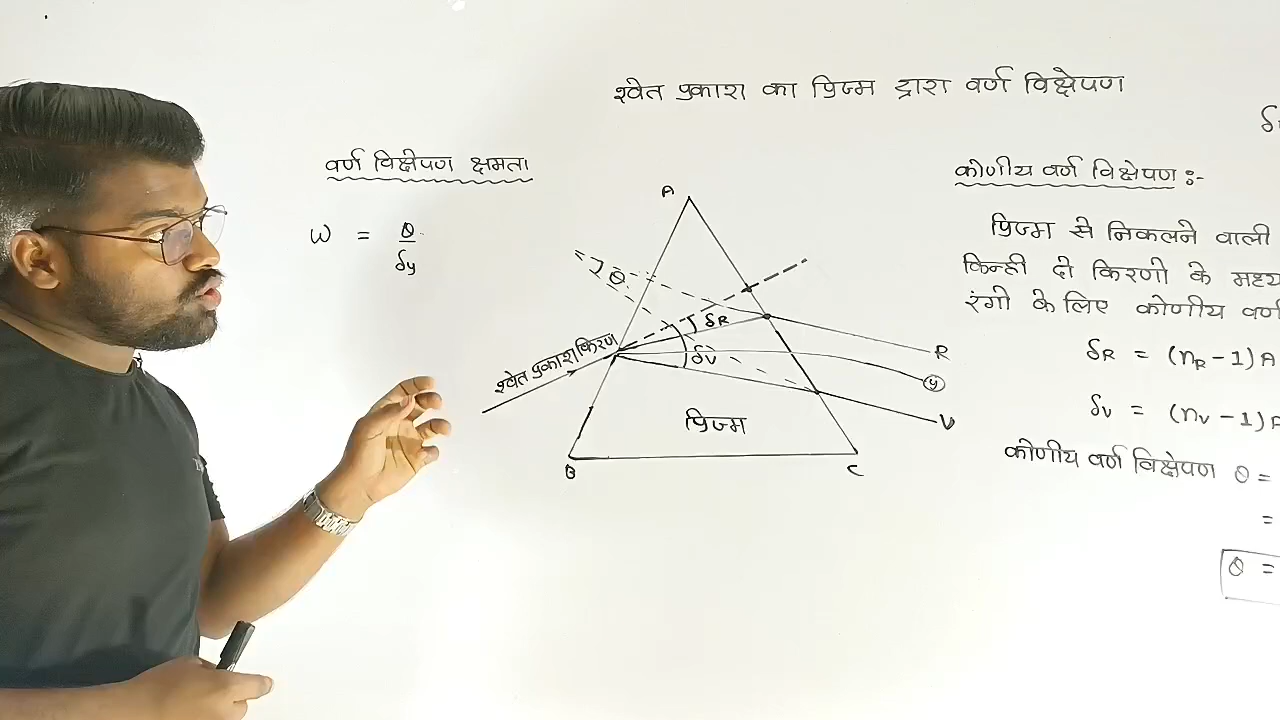 श्वेत प्रकाश का प्रिज्म द्वारा वर्ण विक्षेपण
वर्ण विक्षेपण क्षमता
ω = θ/δy
A
θ
δR
δv
श्वेत प्रकाश किरण
R
y
V
प्रिज्म
B
C
कोणीय वर्ण विक्षेपण :-
प्रिज्म से निकलने वाली
किन्ही दो किरणो के मध्य
रंगो के लिए कोणीय वर्ण
δR = (nR - 1) A
δv = (nv - 1) A
कोणीय वर्ण विक्षेपण θ =
=
θ =